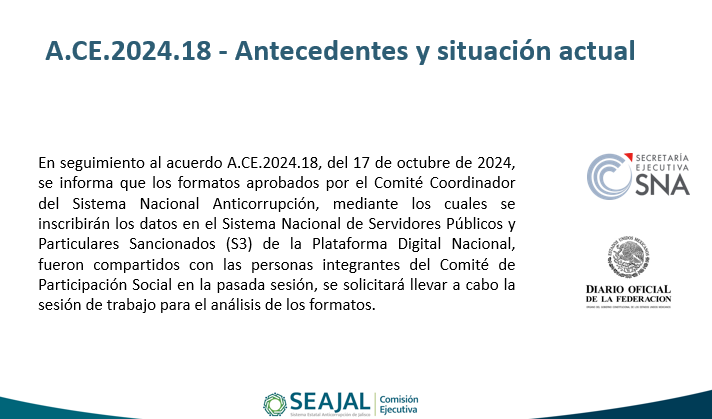 A.CE.2024.18 - Antecedentes y situación actual
En seguimiento al acuerdo A.CE.2024.18, del 17 de octubre de 2024,
se informa que los formatos aprobados por el Comité Coordinador
del Sistema Nacional Anticorrupción, mediante los cuales se
inscribirán los datos en el Sistema Nacional de Servidores Públicos y
Particulares Sancionados (S3) de la Plataforma Digital Nacional,
fueron compartidos con las personas integrantes del Comité de
Participación Social en la pasada sesión, se solicitará llevar a cabo la
sesión de trabajo para el análisis de los formatos.
SECRETARÍA
EJECUTIVA
SNA
ESTADOS UNIDOS MEXICANOS
DIARIO OFICIAL
DE LA FEDERACION
SEAJAL
Sistema Estatal Anticorrupción de Jalisco
Comisión
Ejecutiva